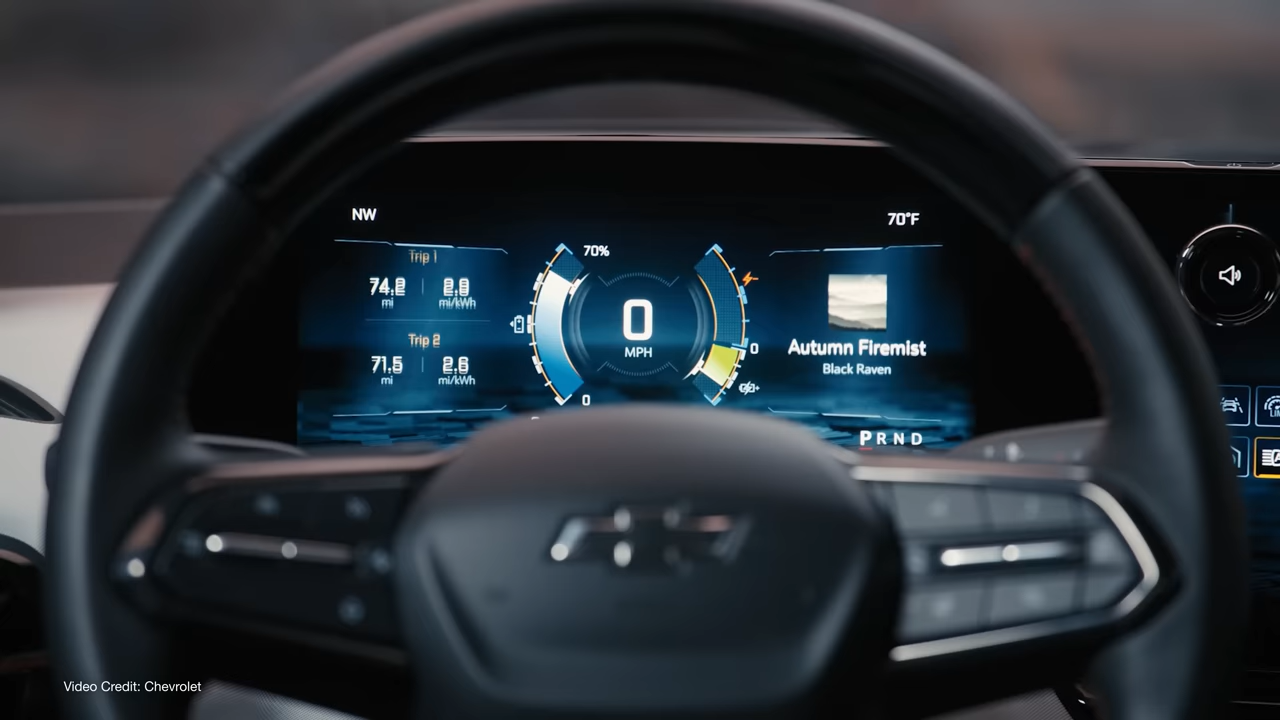 NW
70°F
Trip 1
74.2 2.8
mi mi/kWh
Trip 2
71.5 2.6
mi mi/kWh
70%
0
MPH
0
0
Autumn Firemist
Black Raven
PRND
Video Credit: Chevrolet